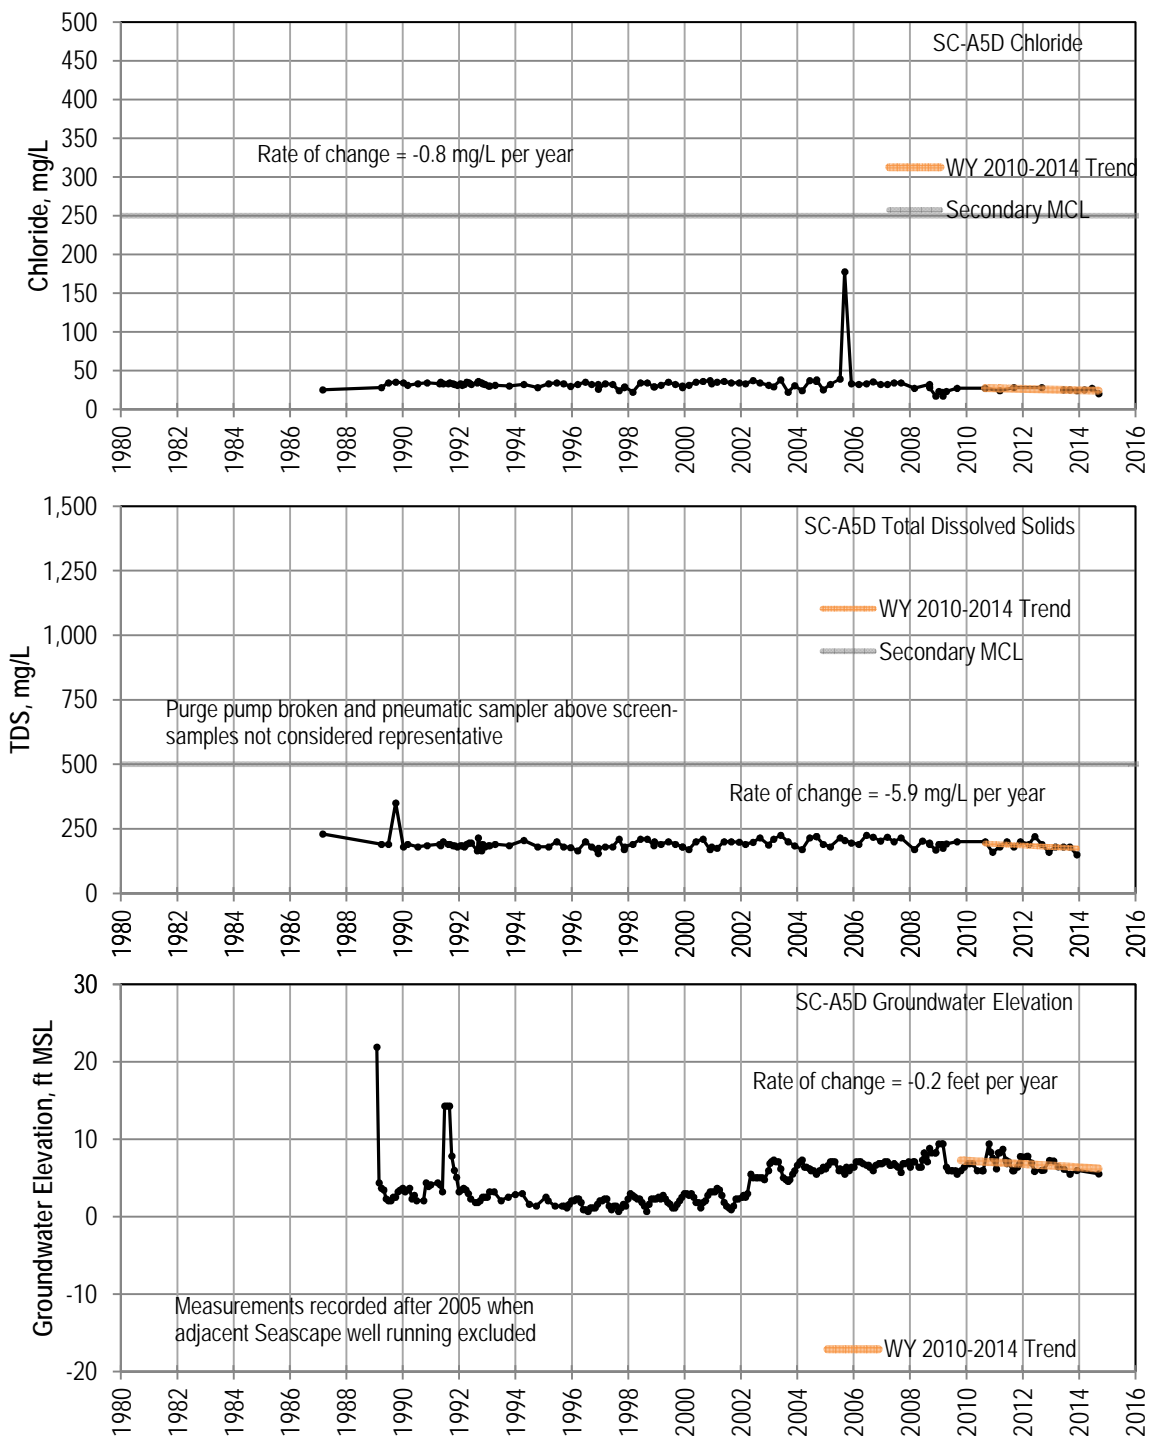 500
SC-A5D Chloride
450
400
350
Rate of change = -0.8 mg/L per year
WY 2010-2014 Trend
300
Secondary MCL
250
200
150
100
50
0
Chloride, mg/L
1980 1982 1984 1986 1988 1990 1992 1994 1996 1998 2000 2002 2004 2006 2008 2010 2012 2014 2016
1,500
SC-A5D Total Dissolved Solids
1,250
WY 2010-2014 Trend
1,000
Secondary MCL
750
Purge pump broken and pneumatic sampler above screen-
samples not considered representative
500
Rate of change = -5.9 mg/L per year
250
0
TDS, mg/L
1980 1982 1984 1986 1988 1990 1992 1994 1996 1998 2000 2002 2004 2006 2008 2010 2012 2014 2016
30
SC-A5D Groundwater Elevation
20
Rate of change = -0.2 feet per year
10
0
-10
Measurements recorded after 2005 when
adjacent Seascape well running excluded
WY 2010-2014 Trend
-20
Groundwater Elevation, ft MSL
1980 1982 1984 1986 1988 1990 1992 1994 1996 1998 2000 2002 2004 2006 2008 2010 2012 2014 2016